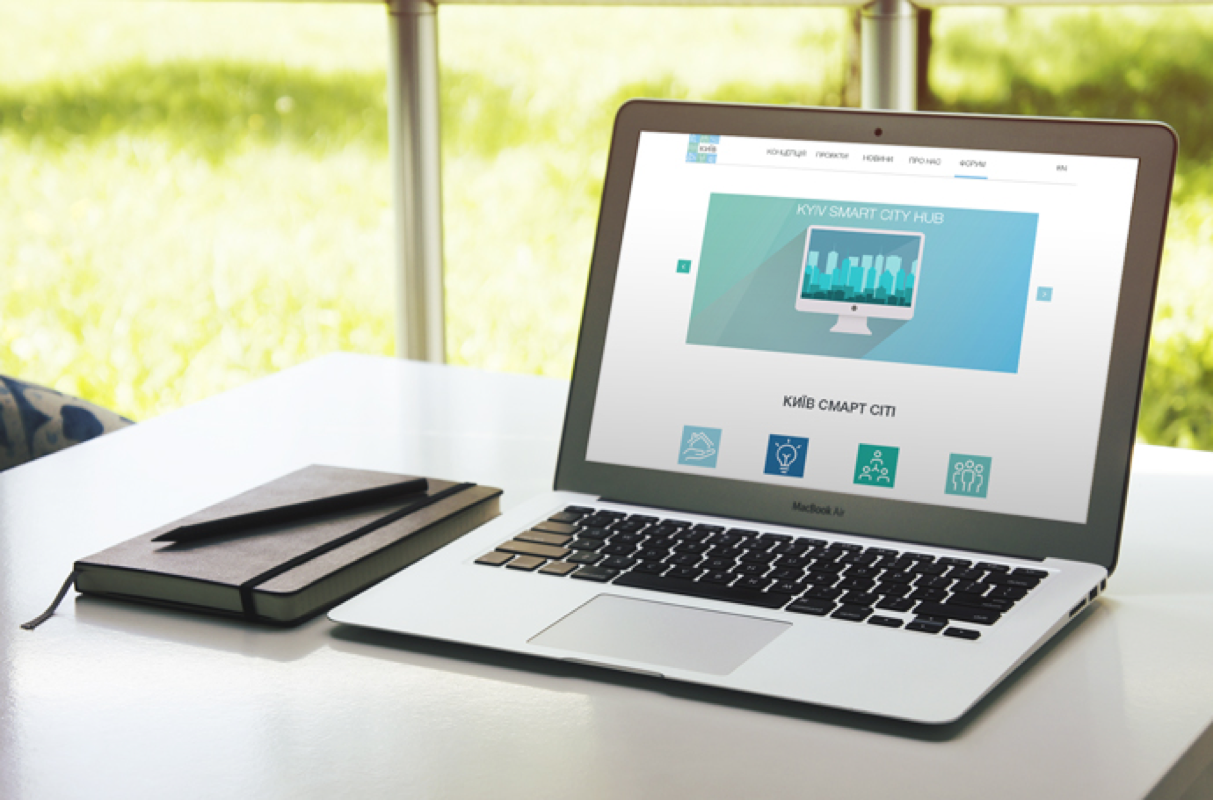 КИЇВ
КОНЦЕПЦІЯ ПРОЕКТИ НОВИНИ ПРО НАС ФОРУМ EN
KYIV SMART CITY HUB
КИЇВ СМАРТ СІТІ
MacBook Air